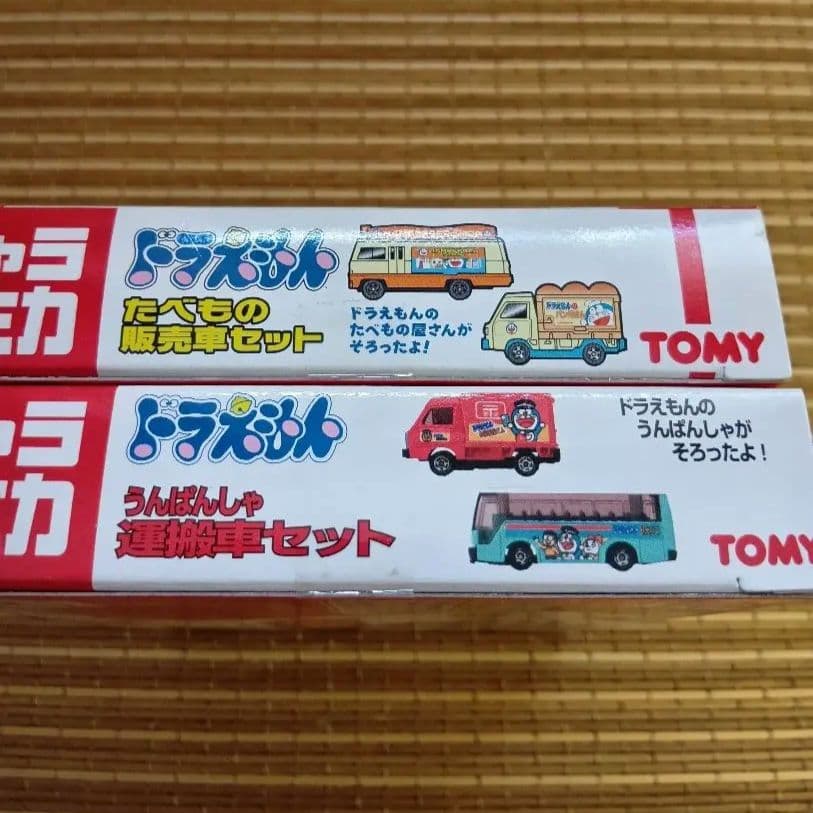 ャラ
ミカ
ドラえもん
たべもの
販売車セット
ドラえもんの
たべもの屋さんが
そろったよ!
TOMY
ャラ
ミカ
ドラえもん
うんぱんしゃ
運搬車セット
ドラえもんの
うんぱんしゃが
そろったよ!
TOMY